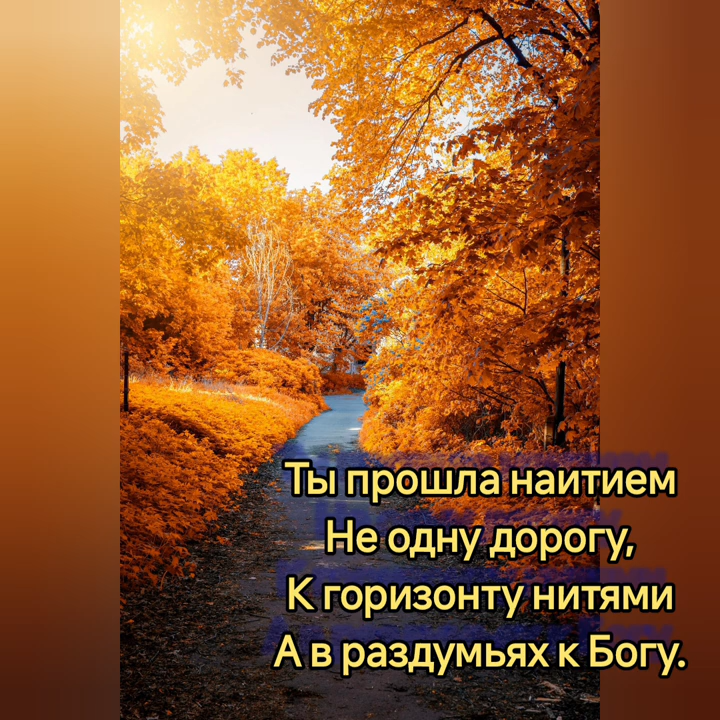 Ты прошла наитием
Не одну дорогу,
К горизонту нитями
А в раздумьях к Богу.